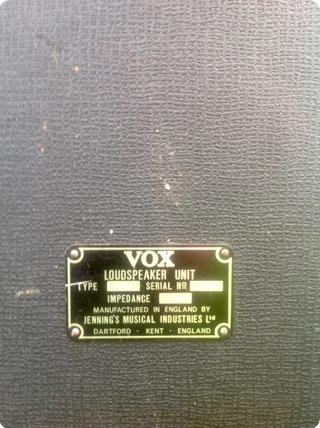 VOX
LOUDSPEAKER UNIT
TYPE SERIAL Nº
IMPEDANCE
MANUFACTURED IN ENGLAND BY
JENNING'S MUSICAL INDUSTRIES Ltd
DARTFORD · KENT · ENGLAND